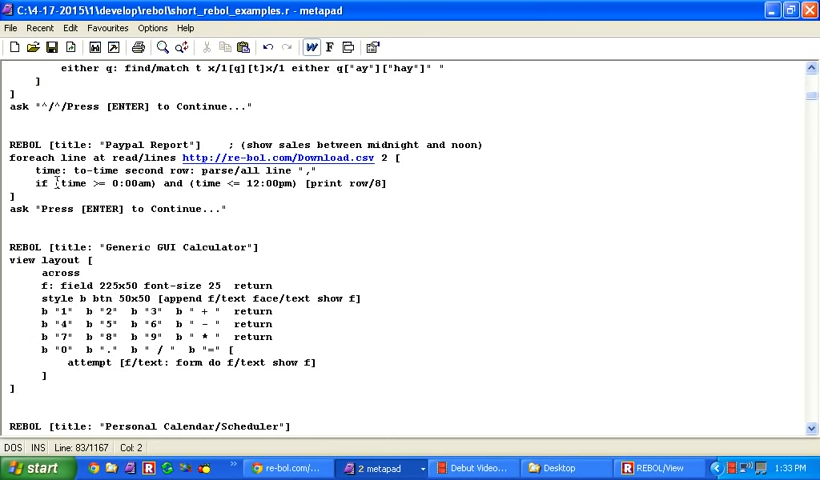 C:\4-17-2015\1\develop\rebol\short_rebol_examples.r - metapad
File Recent Edit Favourites Options Help
either q: find/match t x/1[q][t]x/1 either q["ay"]["hay"]" "
]
]
ask "^/^/Press [ENTER] to Continue..."
REBOL [title: "Paypal Report"] ; (show sales between midnight and noon)
foreach line at read/lines http://re-bol.com/Download.csv 2 [
time: to-time second row: parse/all line ","
if (time >= 0:00am) and (time <= 12:00pm) [print row/8]
]
ask "Press [ENTER] to Continue..."
REBOL [title: "Generic GUI Calculator"]
view layout [
across
f: field 225x50 font-size 25 return
style b btn 50x50 [append f/text face/text show f]
b "1" b "2" b "3" b " + " return
b "4" b "5" b "6" b " - " return
b "7" b "8" b "9" b " * " return
b "0" b "." b " / " b "=" [
attempt [f/text: form do f/text show f]
]
]
REBOL [title: "Personal Calendar/Scheduler"]
DOS INS Line: 83/1167 Col: 2
start re-bol.com/... 2 metapad Debut Video... Desktop REBOL/View 1:33 PM